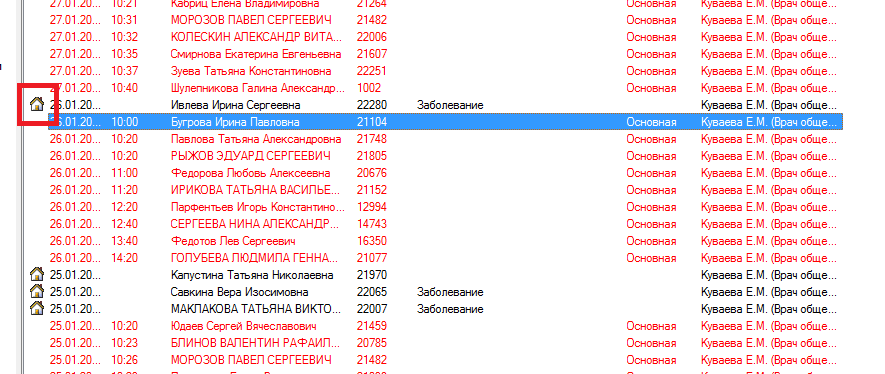 27.01.20... 10:21 Кабриц Елена Владимировна 21264 Основная Куваева Е.М. (Врач обще...
27.01.20... 10:31 МОРОЗОВ ПАВЕЛ СЕРГЕЕВИЧ 21482 Основная Куваева Е.М. (Врач обще...
27.01.20... 10:32 КОЛЕСКИН АЛЕКСАНДР ВИТА... 22006 Основная Куваева Е.М. (Врач обще...
27.01.20... 10:35 Смирнова Екатерина Евгеньевна 21607 Основная Куваева Е.М. (Врач обще...
27.01.20... 10:37 Зуева Татьяна Константиновна 22251 Основная Куваева Е.М. (Врач обще...
27.01.20... 10:40 Шулепникова Галина Александр... 1002 Основная Куваева Е.М. (Врач обще...
26.01.20... Ивлева Ирина Сергеевна 22280 Заболевание Куваева Е.М. (Врач обще...
26.01.20... 10:00 Бугрова Ирина Павловна 21104 Основная Куваева Е.М. (Врач обще...
26.01.20... 10:20 Павлова Татьяна Александровна 21748 Основная Куваева Е.М. (Врач обще...
26.01.20... 10:20 РЫЖОВ ЭДУАРД СЕРГЕЕВИЧ 21805 Основная Куваева Е.М. (Врач обще...
26.01.20... 11:00 Федорова Любовь Алексеевна 20676 Основная Куваева Е.М. (Врач обще...
26.01.20... 11:20 ИРИКОВА ТАТЬЯНА ВАСИЛЬЕ... 21152 Основная Куваева Е.М. (Врач обще...
26.01.20... 12:20 Парфентьев Игорь Константино... 12994 Основная Куваева Е.М. (Врач обще...
26.01.20... 12:40 СЕРГЕЕВА НИНА АЛЕКСАНДР... 14743 Основная Куваева Е.М. (Врач обще...
26.01.20... 13:40 Федотов Лев Сергеевич 16350 Основная Куваева Е.М. (Врач обще...
26.01.20... 14:20 ГОЛУБЕВА ЛЮДМИЛА ГЕННА... 21077 Основная Куваева Е.М. (Врач обще...
25.01.20... Капустина Татьяна Николаевна 21970 Куваева Е.М. (Врач обще...
25.01.20... Савкина Вера Изосимовна 22065 Заболевание Куваева Е.М. (Врач обще...
25.01.20... МАКЛАКОВА ТАТЬЯНА ВИКТО... 22007 Заболевание Куваева Е.М. (Врач обще...
25.01.20... 10:20 Юдаев Сергей Вячеславович 21459 Основная Куваева Е.М. (Врач обще...
25.01.20... 10:23 БЛИНОВ ВАЛЕНТИН РАФАИЛ... 20785 Основная Куваева Е.М. (Врач обще...
25.01.20... 10:26 МОРОЗОВ ПАВЕЛ СЕРГЕЕВИЧ 21482 Основная Куваева Е.М. (Врач обще...